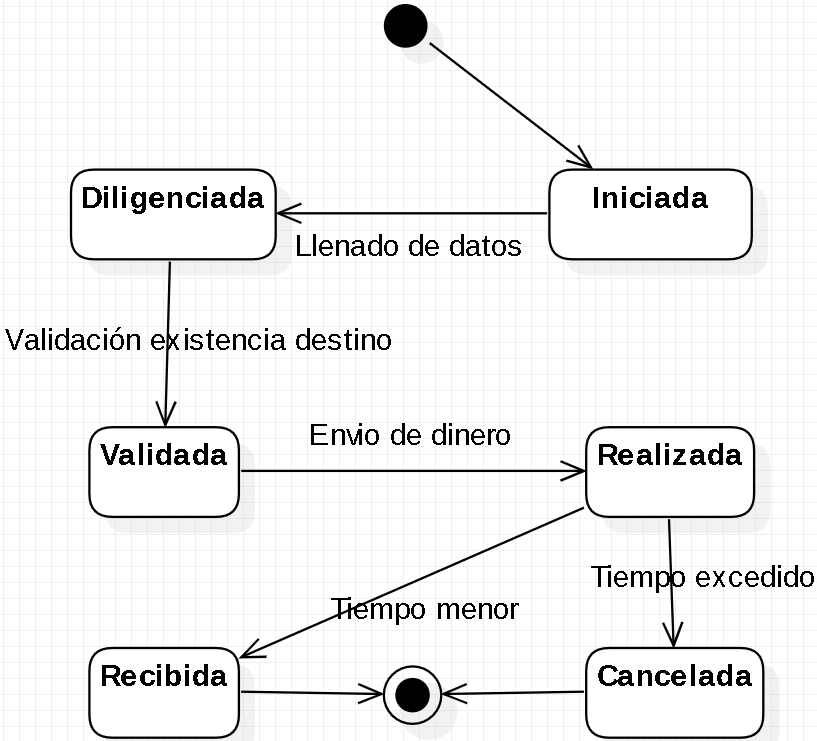 Diligenciada
Iniciada
Llenado de datos
Validación existencia destino
Envio de dinero
Validada
Realizada
Tiempo excedido
Tiempo menor
Recibida
Cancelada